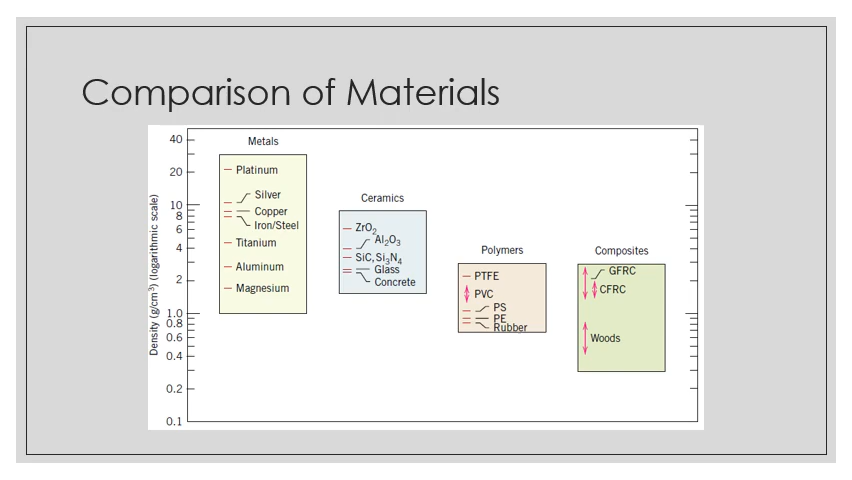 Comparison of Materials
Density (g/cm³) (logarithmic scale)
40
20
10
8
6
4
2
1.0
0.8
0.6
0.4
0.2
0.1
Metals
Platinum
Silver
Copper
Iron/Steel
Titanium
Aluminum
Magnesium
Ceramics
ZrO₂
Al₂O₃
SiC, Si₃N₄
Glass
Concrete
Polymers
PTFE
PVC
PS
PE
Rubber
Composites
GFRC
CFRC
Woods